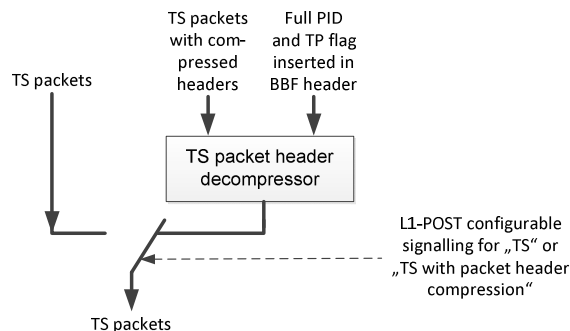 TS packets
with com-
pressed
headers
Full PID
and TP flag
inserted in
BBF header
TS packets
TS packet header
decompressor
L1-POST configurable
signalling for „TS“ or
„TS with packet header
compression“
TS packets